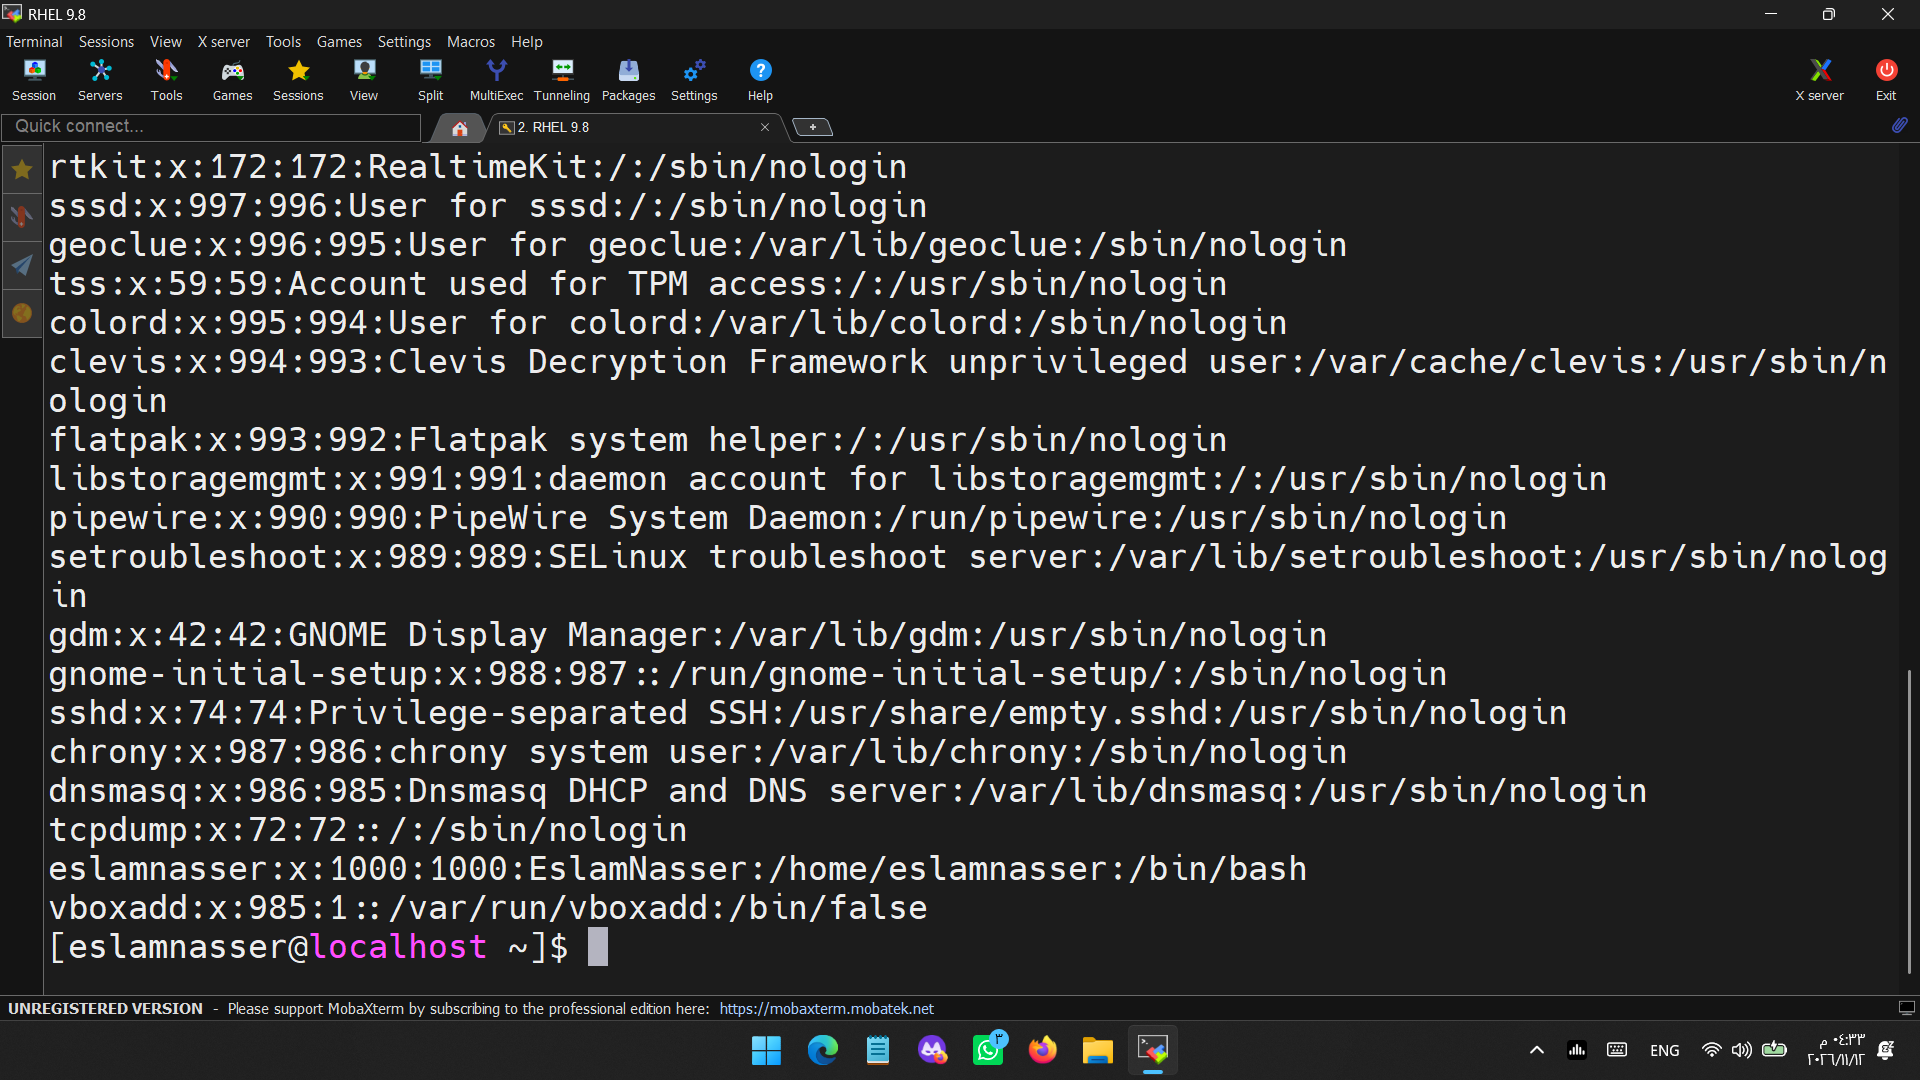 RHEL 9.8
Terminal Sessions View X server Tools Games Settings Macros Help
Session Servers Tools Games Sessions View Split MultiExec Tunneling Packages Settings Help X server Exit
Quick connect... 2. RHEL 9.8
rtkit:x:172:172:RealtimeKit:/:/sbin/nologin
sssd:x:997:996:User for sssd:/:/sbin/nologin
geoclue:x:996:995:User for geoclue:/var/lib/geoclue:/sbin/nologin
tss:x:59:59:Account used for TPM access:/:/usr/sbin/nologin
colord:x:995:994:User for colord:/var/lib/colord:/sbin/nologin
clevis:x:994:993:Clevis Decryption Framework unprivileged user:/var/cache/clevis:/usr/sbin/n
ologin
flatpak:x:993:992:Flatpak system helper:/:/usr/sbin/nologin
libstoragemgmt:x:991:991:daemon account for libstoragemgmt:/:/usr/sbin/nologin
pipewire:x:990:990:PipeWire System Daemon:/run/pipewire:/usr/sbin/nologin
setroubleshoot:x:989:989:SELinux troubleshoot server:/var/lib/setroubleshoot:/usr/sbin/nolog
in
gdm:x:42:42:GNOME Display Manager:/var/lib/gdm:/usr/sbin/nologin
gnome-initial-setup:x:988:987::/run/gnome-initial-setup/:/sbin/nologin
sshd:x:74:74:Privilege-separated SSH:/usr/share/empty.sshd:/usr/sbin/nologin
chrony:x:987:986:chrony system user:/var/lib/chrony:/sbin/nologin
dnsmasq:x:986:985:Dnsmasq DHCP and DNS server:/var/lib/dnsmasq:/usr/sbin/nologin
tcpdump:x:72:72::/:/sbin/nologin
eslamnasser:x:1000:1000:EslamNasser:/home/eslamnasser:/bin/bash
vboxadd:x:985:1::/var/run/vboxadd:/bin/false
[eslamnasser@localhost ~]$
UNREGISTERED VERSION - Please support MobaXterm by subscribing to the professional edition here: https://mobaxterm.mobatek.net
٣
ENG
٠٤:٣٣ م
٢٠٢٦/١١/١٢